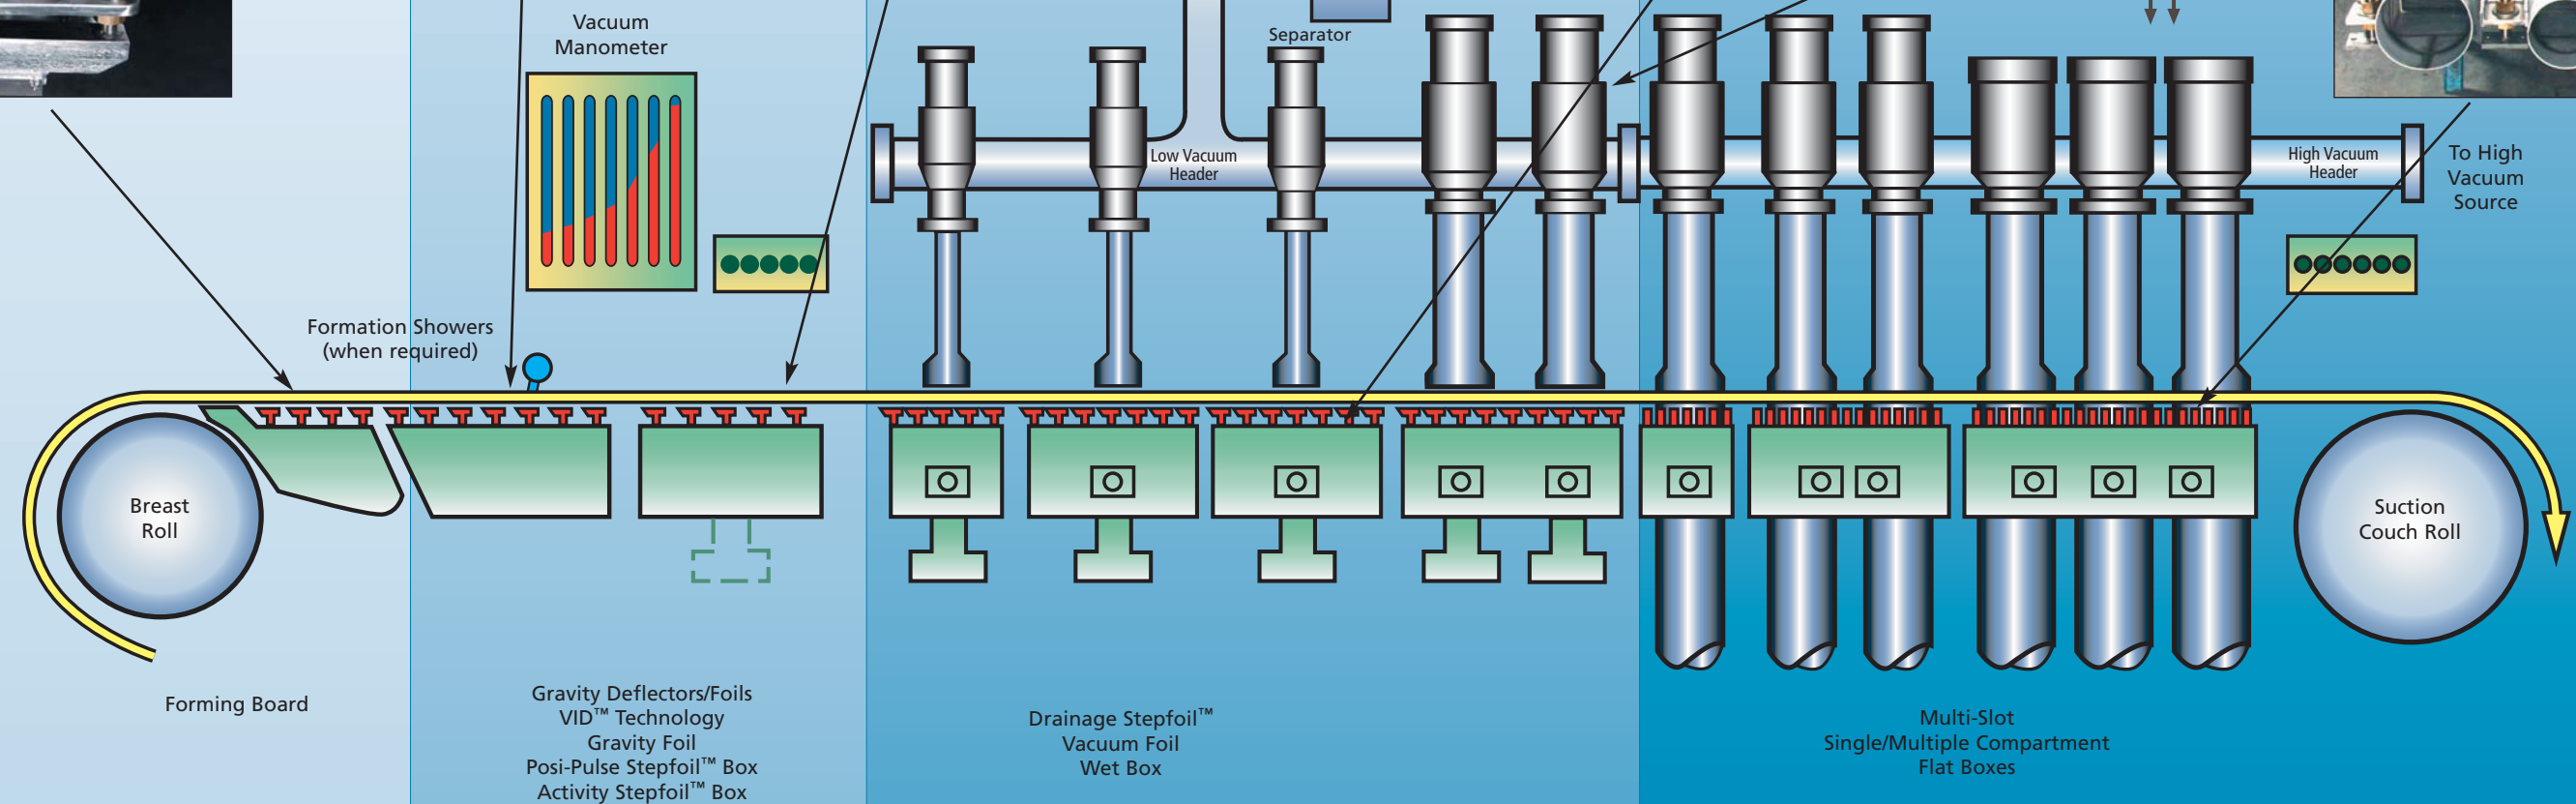 Vacuum
Manometer
Separator
Low Vacuum
Header
High Vacuum
Header
To High
Vacuum
Source
Formation Showers
(when required)
Breast
Roll
Suction
Couch Roll
Forming Board
Gravity Deflectors/Foils
VID™ Technology
Gravity Foil
Posi-Pulse Stepfoil™ Box
Activity Stepfoil™ Box
Drainage Stepfoil™
Vacuum Foil
Wet Box
Multi-Slot
Single/Multiple Compartment
Flat Boxes